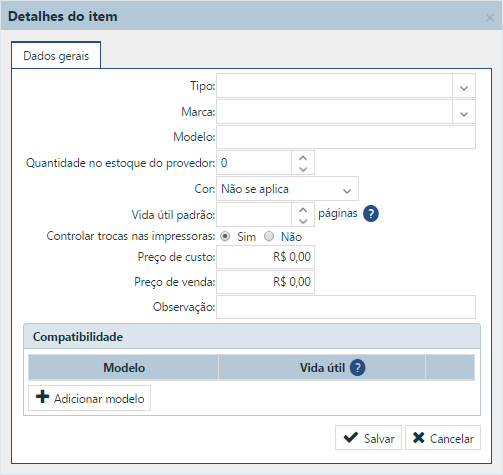 Detalhes do item
Dados gerais
Tipo:
Marca:
Modelo:
Quantidade no estoque do provedor: 0
Cor: Não se aplica
Vida útil padrão: páginas ?
Controlar trocas nas impressoras: Sim Não
Preço de custo: R$ 0,00
Preço de venda: R$ 0,00
Observação:
Compatibilidade
Modelo Vida útil ?
Adicionar modelo
Salvar Cancelar